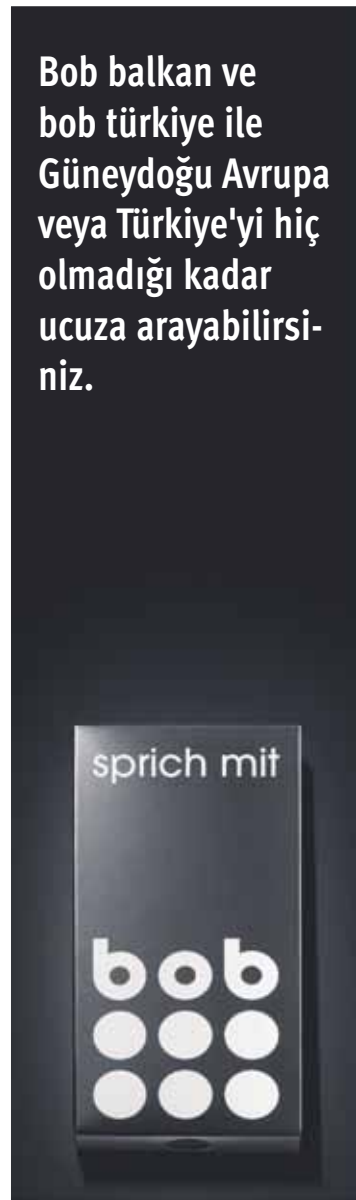 Bob balkan ve
bob türkiye ile
Güneydoğu Avrupa
veya Türkiye'yi hiç
olmadığı kadar
ucuza arayabilirsi-
niz.
sprich mit
bob